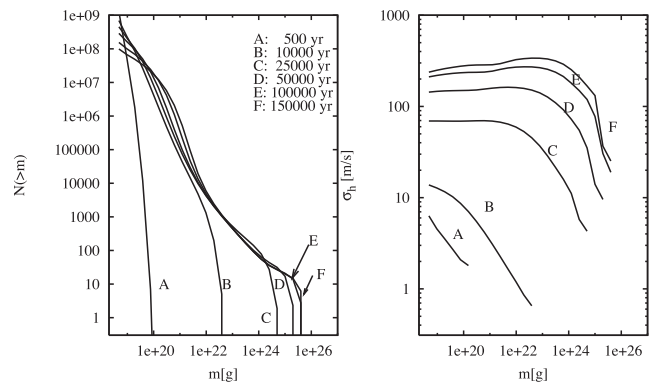 1e+09
1e+08
1e+07
1e+06
100000
10000
1000
100
10
1
N(>m)
A: 500 yr
B: 10000 yr
C: 25000 yr
D: 50000 yr
E: 100000 yr
F: 150000 yr
A
B
C
D
E
F
1e+20
1e+22
1e+24
1e+26
m[g]
1000
100
10
1
σh [m/s]
A
B
C
D
E
F
1e+20
1e+22
1e+24
1e+26
m[g]